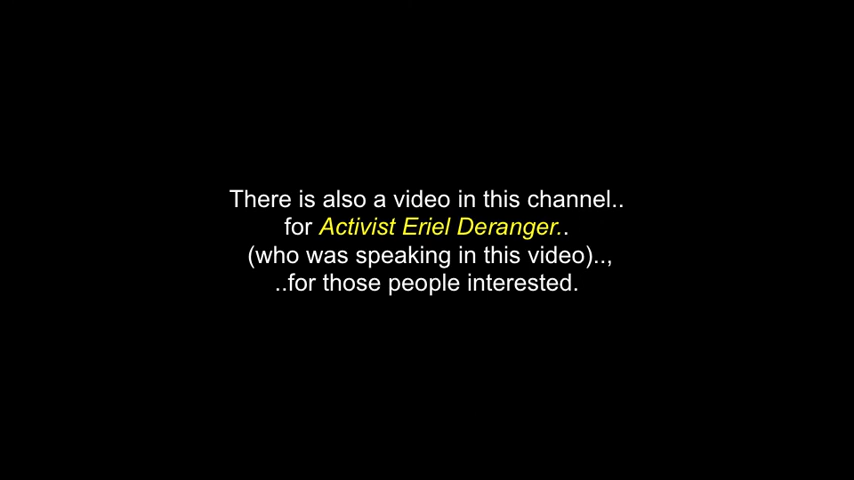 There is also a video in this channel..
for Activist Eriel Deranger..
(who was speaking in this video)..,
..for those people interested.